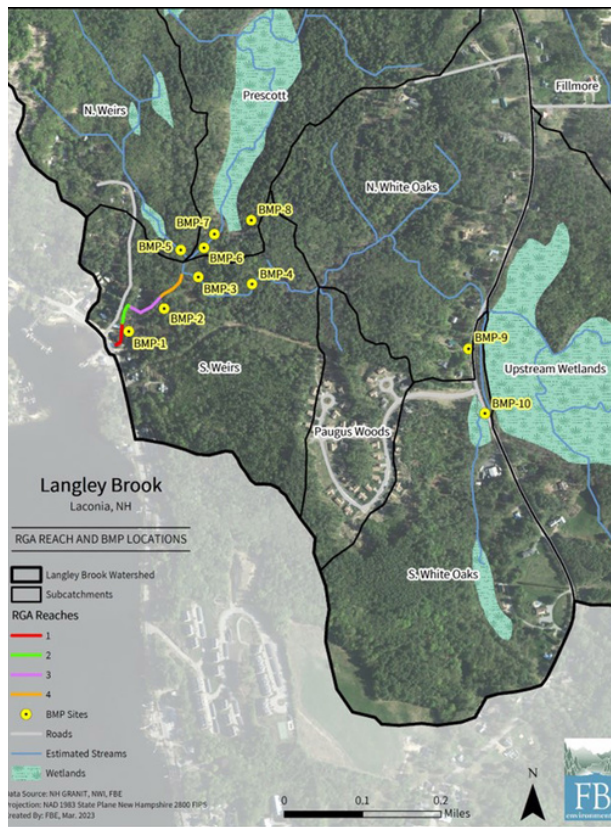 Prescott
Fillmore
N. Weirs
N. White Oaks
BMP-8
BMP-7
BMP-5
BMP-6
BMP-4
BMP-3
BMP-2
BMP-1
BMP-9
S. Weirs
Upstream Wetlands
BMP-10
Paugus Woods
S. White Oaks
Langley Brook
Laconia, NH
RGA REACH AND BMP LOCATIONS
Langley Brook Watershed
Subcatchments
RGA Reaches
1
2
3
4
BMP Sites
Roads
Estimated Streams
Wetlands
Data Source: NH GRANIT, NWI, FBE
Projection: NAD 1983 State Plane New Hampshire 2800 FIPS
Created By: FBE, Mar. 2023
0 0.1 0.2
Miles
N
FB
environmental